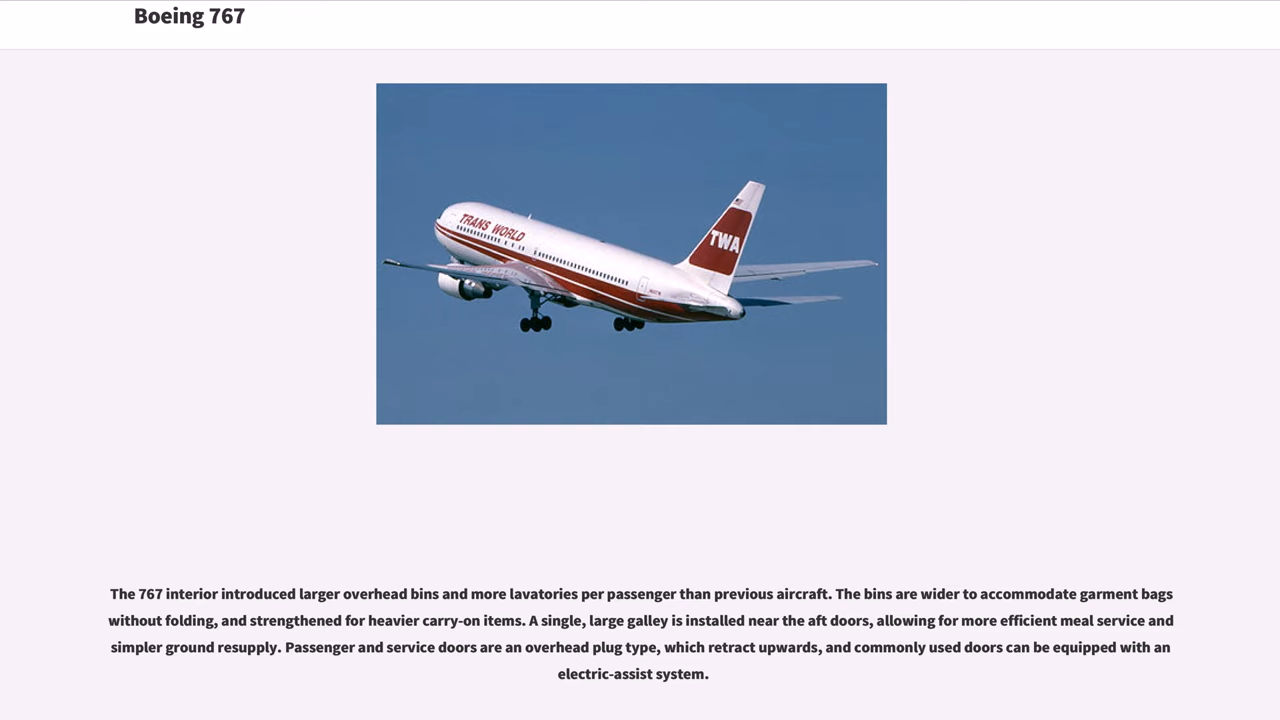 Boeing 767
TRANS WORLD
TWA
The 767 interior introduced larger overhead bins and more lavatories per passenger than previous aircraft. The bins are wider to accommodate garment bags
without folding, and strengthened for heavier carry-on items. A single, large galley is installed near the aft doors, allowing for more efficient meal service and
simpler ground resupply. Passenger and service doors are an overhead plug type, which retract upwards, and commonly used doors can be equipped with an
electric-assist system.